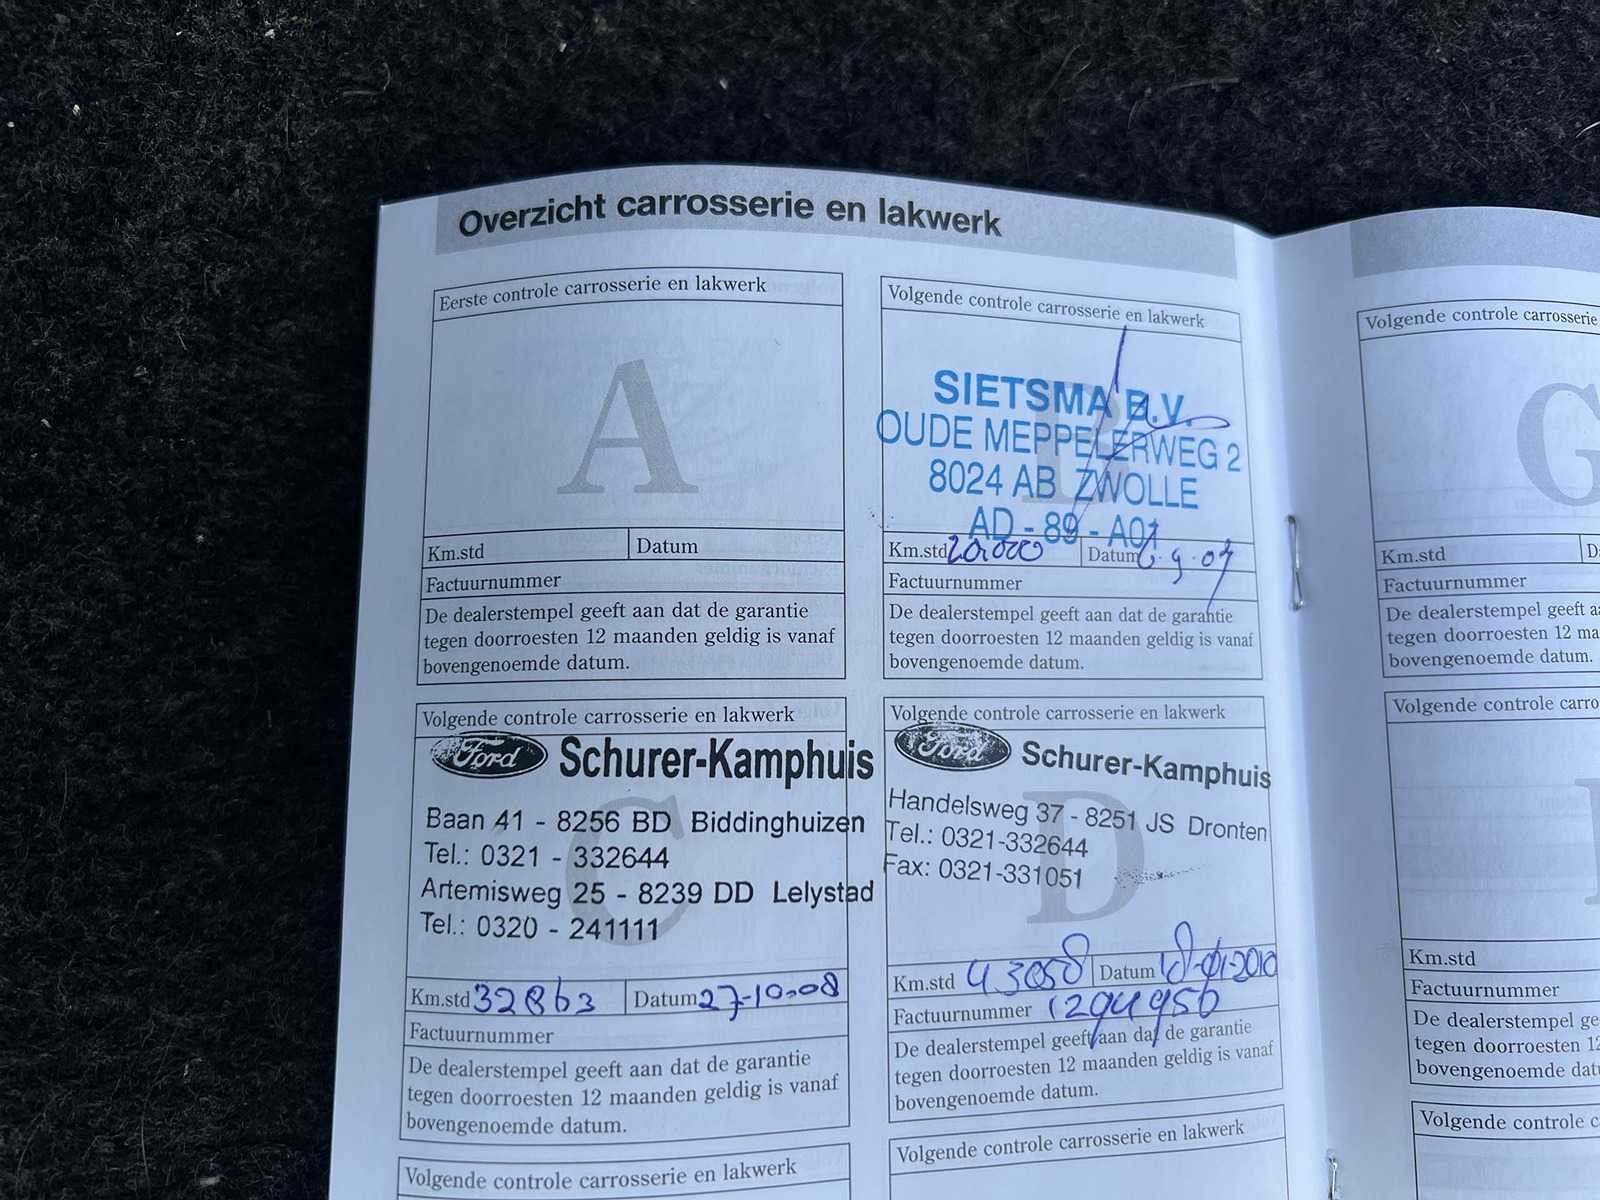 Overzicht carrosserie en lakwerk
Eerste controle carrosserie en lakwerk
A
Km.std Datum
Factuurnummer
De dealerstempel geeft aan dat de garantie
tegen doorroesten 12 maanden geldig is vanaf
bovengenoemde datum.
Volgende controle carrosserie en lakwerk
SIETSMA B.V.
OUDE MEPPELERWEG 2
8024 AB ZWOLLE
AD - 89 - A01
Km.std Datum
Factuurnummer
De dealerstempel geeft aan dat de garantie
tegen doorroesten 12 maanden geldig is vanaf
bovengenoemde datum.
Volgende controle carrosserie en lakwerk
Ford Schurer-Kamphuis
Baan 41 - 8256 BD Biddinghuizen
Tel.: 0321 - 332644
Artemisweg 25 - 8239 DD Lelystad
Tel.: 0320 - 241111
C
Km.std 32863 Datum 27-10-08
Factuurnummer
De dealerstempel geeft aan dat de garantie
tegen doorroesten 12 maanden geldig is vanaf
bovengenoemde datum.
Volgende controle carrosserie en lakwerk
Ford Schurer-Kamphuis
Handelsweg 37 - 8251 JS Dronten
Tel.: 0321-332644
Fax: 0321-331051
D
Km.std 43058 Datum 18-01-2010
Factuurnummer
De dealerstempel geeft aan dat de garantie
tegen doorroesten 12 maanden geldig is vanaf
bovengenoemde datum.
Volgende controle carrosserie en lakwerk
Volgende controle carrosserie en lakwerk
Volgende controle carrosserie
G
Km.std
Factuurnummer
De dealerstempel geeft
tegen doorroesten 12
bovengenoemde datum.
Volgende controle
Km.std
Factuurnummer
De dealerstempel
tegen doorroesten
bovengenoemde
Volgende controle